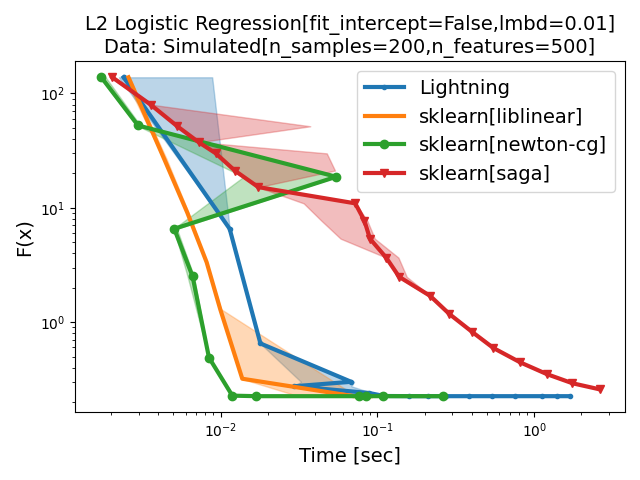 L2 Logistic Regression[fit_intercept=False,lmbd=0.01]
Data: Simulated[n_samples=200,n_features=500]
Lightning
sklearn[liblinear]
sklearn[newton-cg]
sklearn[saga]
F(x)
10²
10¹
10⁰
10⁻²
10⁻¹
10⁰
Time [sec]